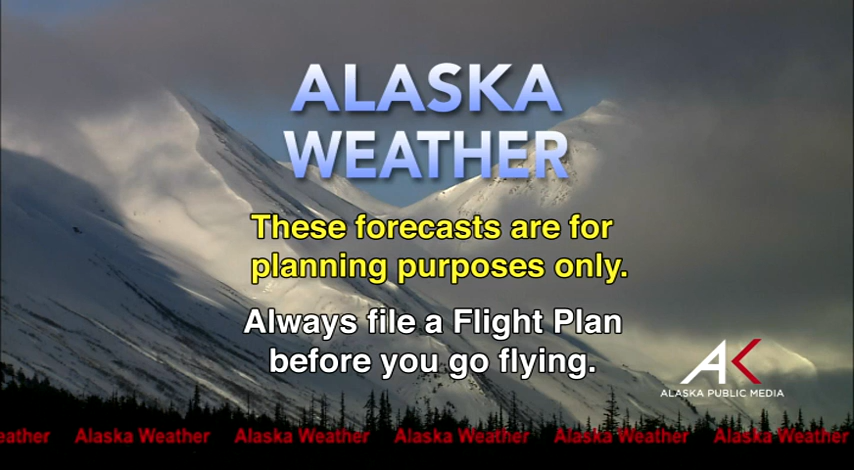 ALASKA
WEATHER
These forecasts are for
planning purposes only.
Always file a Flight Plan
before you go flying.
AK
ALASKA PUBLIC MEDIA
eather Alaska Weather Alaska Weather Alaska Weather Alaska Weather Alaska Weather